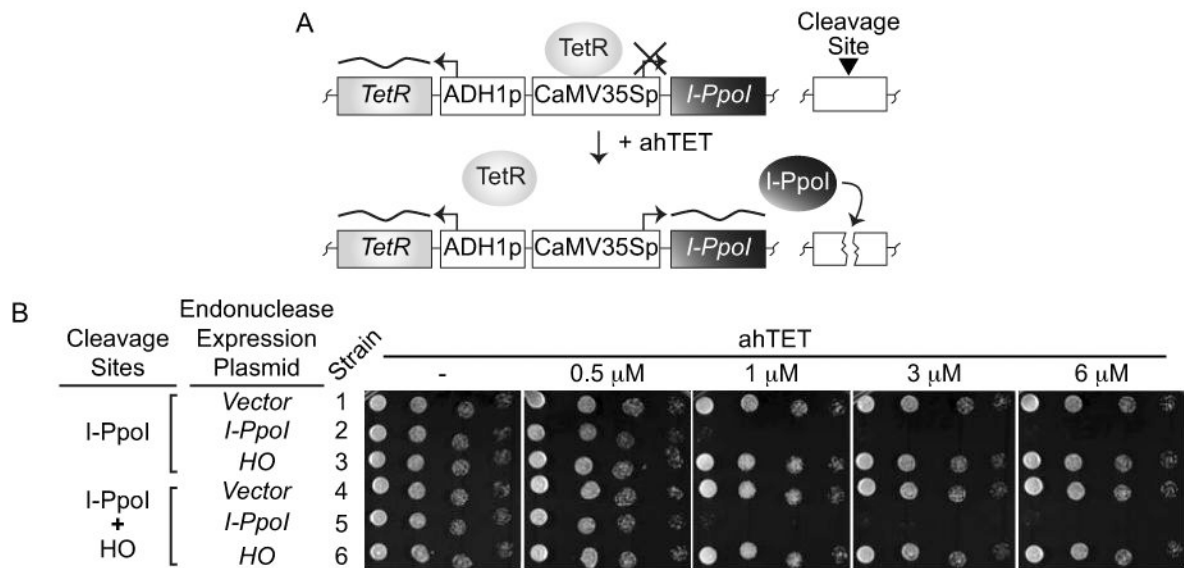 A
TetR
Cleavage
Site
TetR ADH1p CaMV35Sp I-PpoI
+ ahTET
TetR
I-PpoI
TetR ADH1p CaMV35Sp I-PpoI
B
Cleavage
Sites
Endonuclease
Expression
Plasmid
Strain
ahTET
- 0.5 µM 1 µM 3 µM 6 µM
I-PpoI
Vector 1
I-PpoI 2
HO 3
I-PpoI
+
HO
Vector 4
I-PpoI 5
HO 6